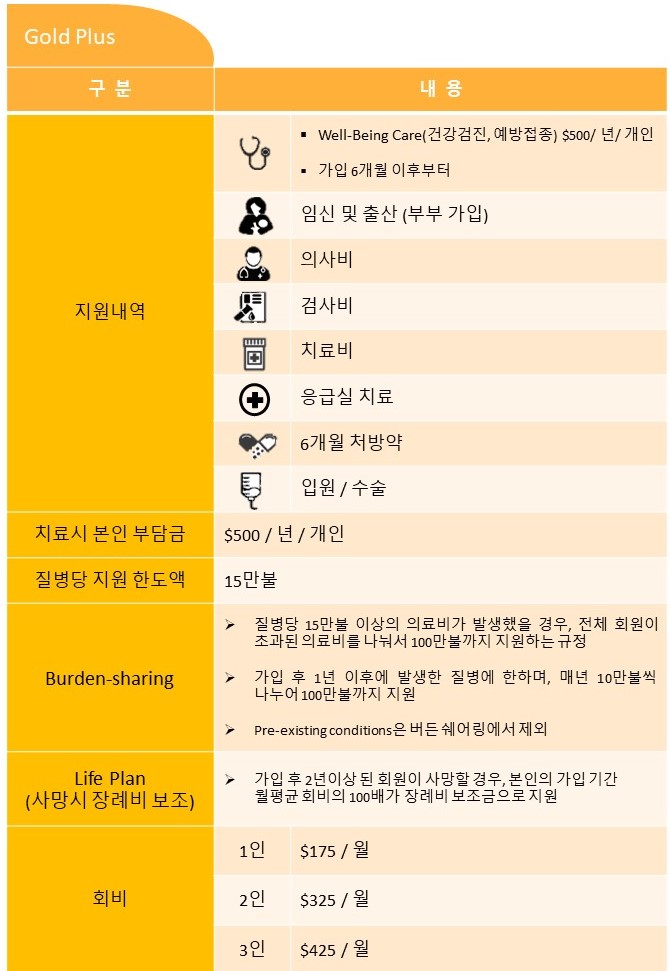 Gold Plus
구 분
내 용
지원내역
▪ Well-Being Care(건강검진, 예방접종) $500/ 년/ 개인
▪ 가입 6개월 이후부터
임신 및 출산 (부부 가입)
의사비
검사비
치료비
응급실 치료
6개월 처방약
입원 / 수술
치료시 본인 부담금
$500 / 년 / 개인
질병당 지원 한도액
15만불
Burden-sharing
➢ 질병당 15만불 이상의 의료비가 발생했을 경우, 전체 회원이
초과된 의료비를 나눠서 100만불까지 지원하는 규정
➢ 가입 후 1년 이후에 발생한 질병에 한하며, 매년 10만불씩
나누어 100만불까지 지원
➢ Pre-existing conditions은 버든 쉐어링에서 제외
Life Plan
(사망시 장례비 보조)
➢ 가입 후 2년이상 된 회원이 사망할 경우, 본인의 가입 기간
월평균 회비의 100배가 장례비 보조금으로 지원
회비
1인
$175 / 월
2인
$325 / 월
3인
$425 / 월